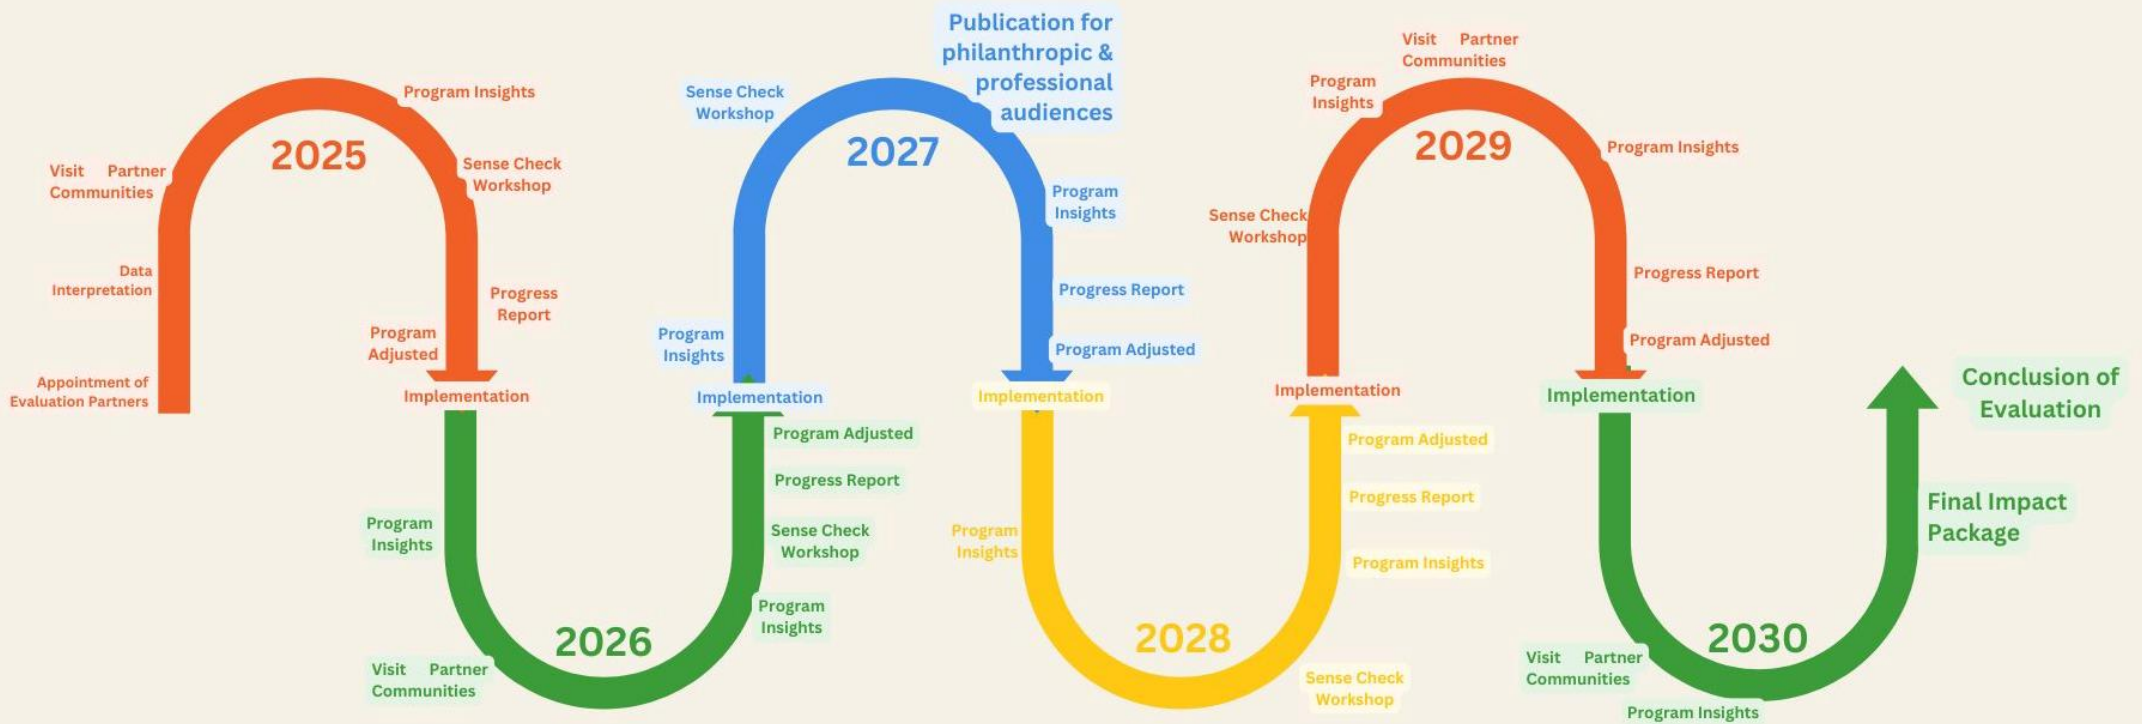 Appointment of
Evaluation Partners
Data
Interpretation
Visit Partner
Communities
2025
Program Insights
Sense Check
Workshop
Progress
Report
Program
Adjusted
Implementation
Program
Insights
Visit Partner
Communities
2026
Program
Insights
Sense Check
Workshop
Progress Report
Program Adjusted
Implementation
Program
Insights
Sense Check
Workshop
2027
Publication for
philanthropic &
professional
audiences
Program
Insights
Progress Report
Program Adjusted
Implementation
Program
Insights
2028
Sense Check
Workshop
Program Insights
Progress Report
Program Adjusted
Implementation
Sense Check
Workshop
Program
Insights
Visit Partner
Communities
2029
Program Insights
Progress Report
Program Adjusted
Implementation
Visit Partner
Communities
Program Insights
2030
Final Impact
Package
Conclusion of
Evaluation